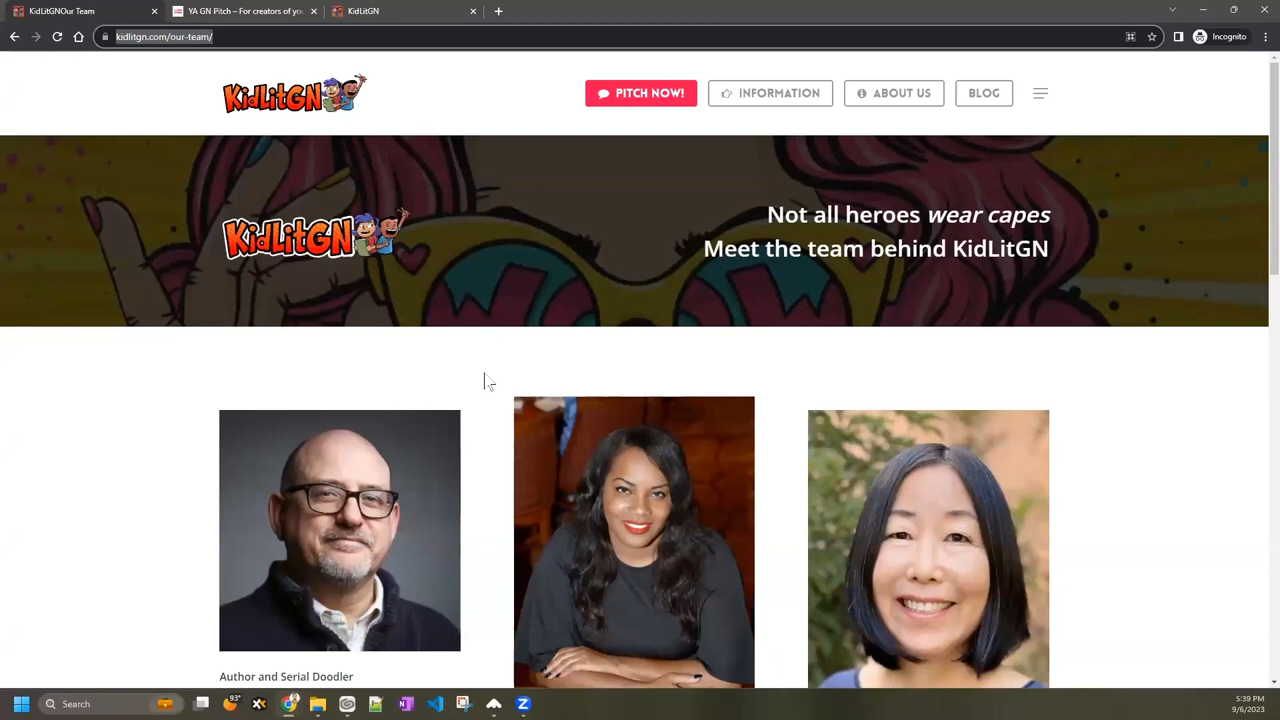 KidLitGNOur Team
YA GN Pitch – For creators of yo
KidLitGN
kidlitgn.com/our-team/
Incognito
KidLitGN
PITCH NOW!
INFORMATION
ABOUT US
BLOG
KidLitGN
Not all heroes wear capes
Meet the team behind KidLitGN
Author and Serial Doodler
Search
93°
5:39 PM
9/6/2023